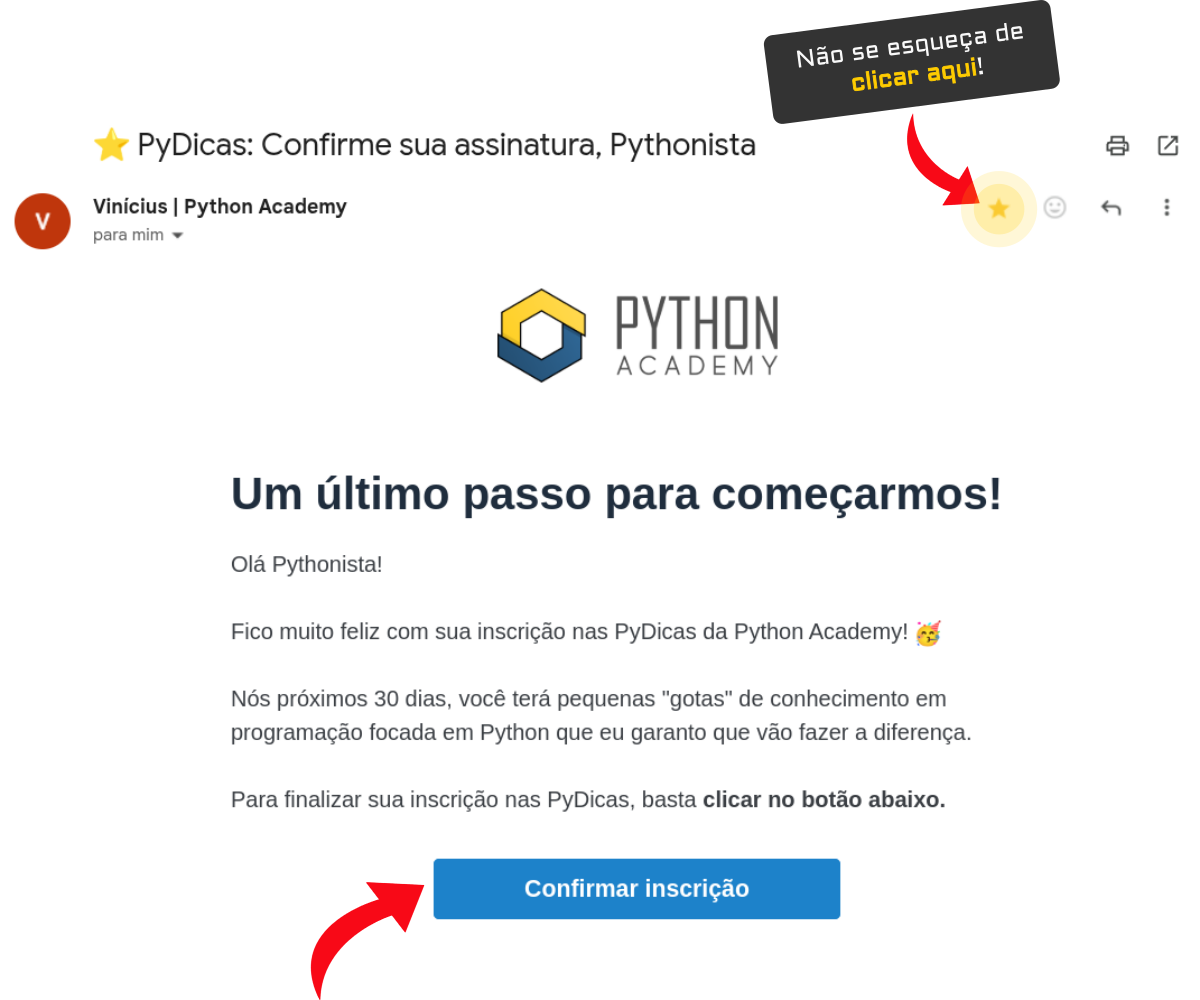 Não se esqueça de
clicar aqui!
⭐ PyDicas: Confirme sua assinatura, Pythonista
V
Vinícius | Python Academy
para mim
PYTHON
ACADEMY
Um último passo para começarmos!
Olá Pythonista!
Fico muito feliz com sua inscrição nas PyDicas da Python Academy! 🥳
Nós próximos 30 dias, você terá pequenas "gotas" de conhecimento em
programação focada em Python que eu garanto que vão fazer a diferença.
Para finalizar sua inscrição nas PyDicas, basta clicar no botão abaixo.
Confirmar inscrição